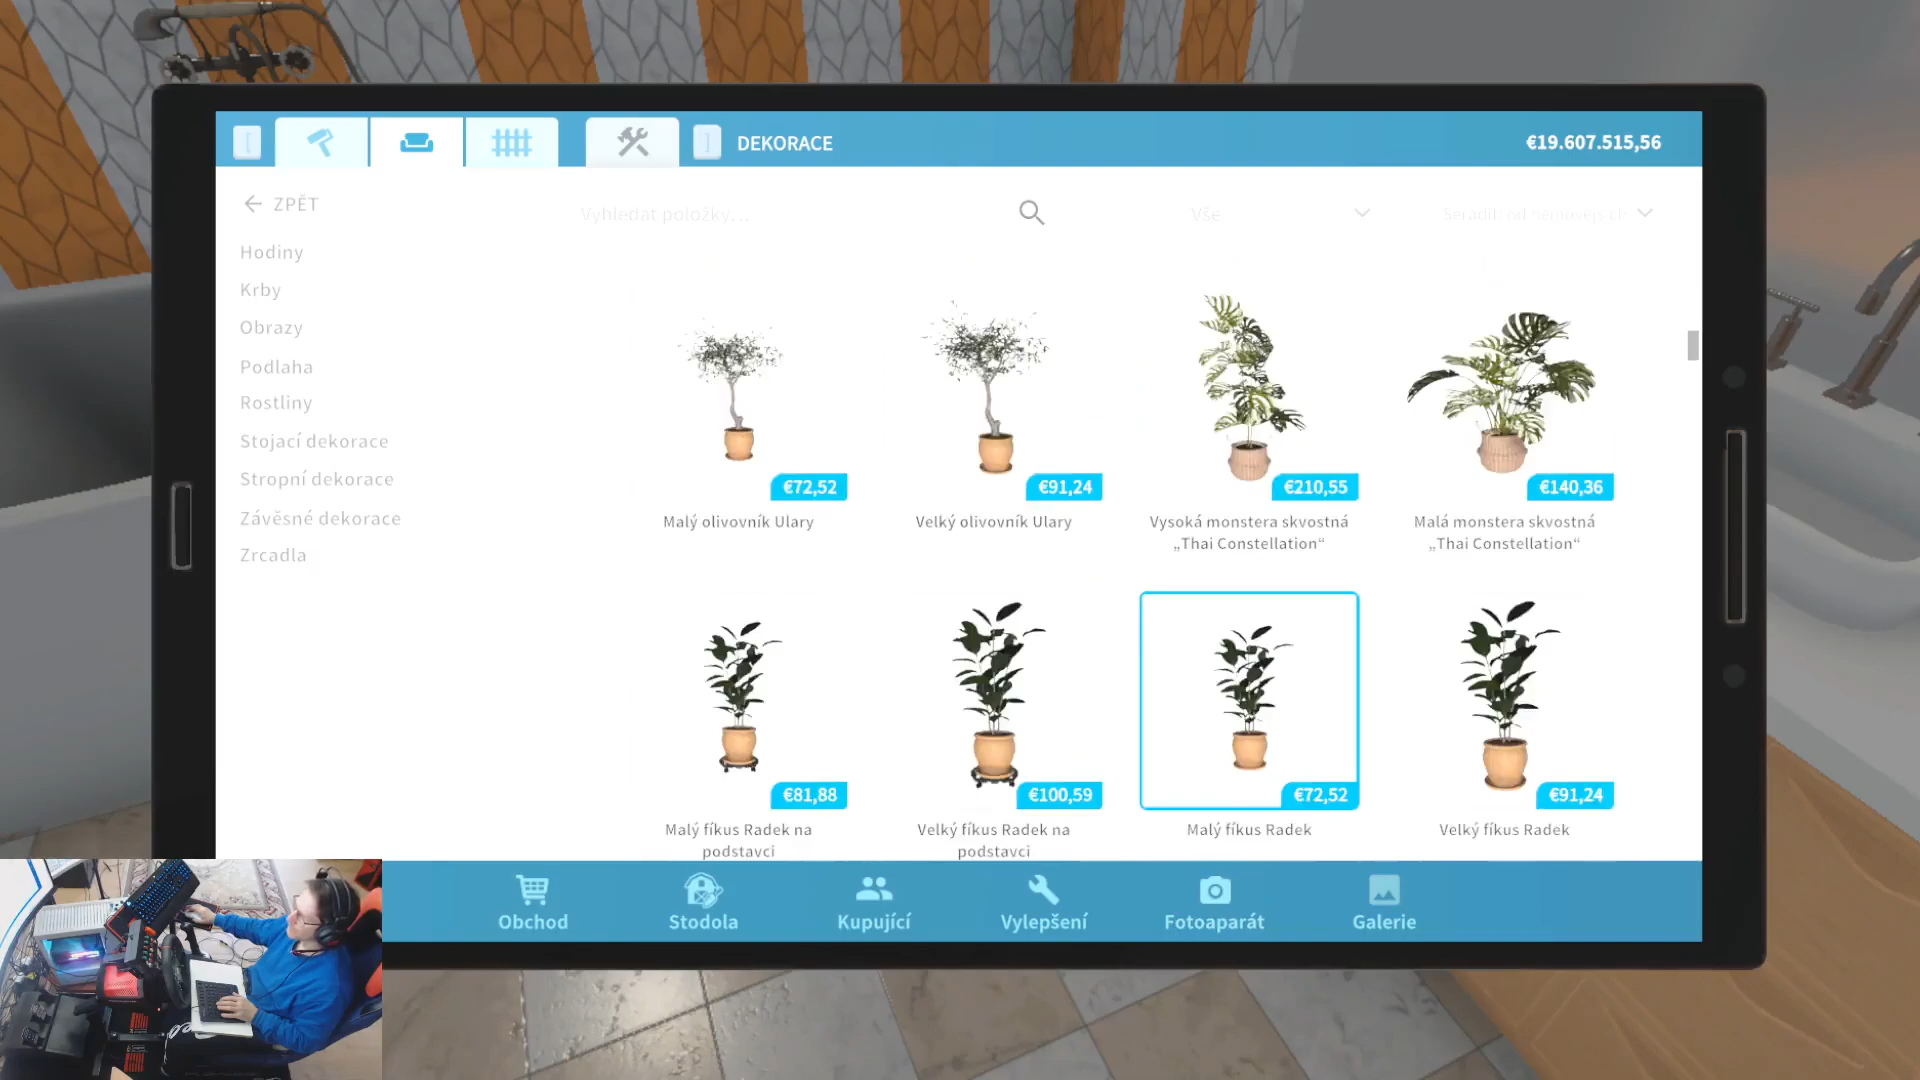 [
]
DEKORACE
€19.607.515,56
ZPĚT
Vyhledat položky...
Vše
Hodiny
Krby
Obrazy
Podlaha
Rostliny
Stojací dekorace
Stropní dekorace
Závěsné dekorace
Zrcadla
€72,52
€91,24
€210,55
€140,36
Malý olivovník Ulary
Velký olivovník Ulary
Vysoká monstera skvostná
„Thai Constellation“
Malá monstera skvostná
„Thai Constellation“
€81,88
€100,59
€72,52
€91,24
Malý fíkus Radek na
podstavci
Velký fíkus Radek na
podstavci
Malý fíkus Radek
Velký fíkus Radek
Obchod
Stodola
Kupující
Vylepšení
Fotoaparát
Galerie